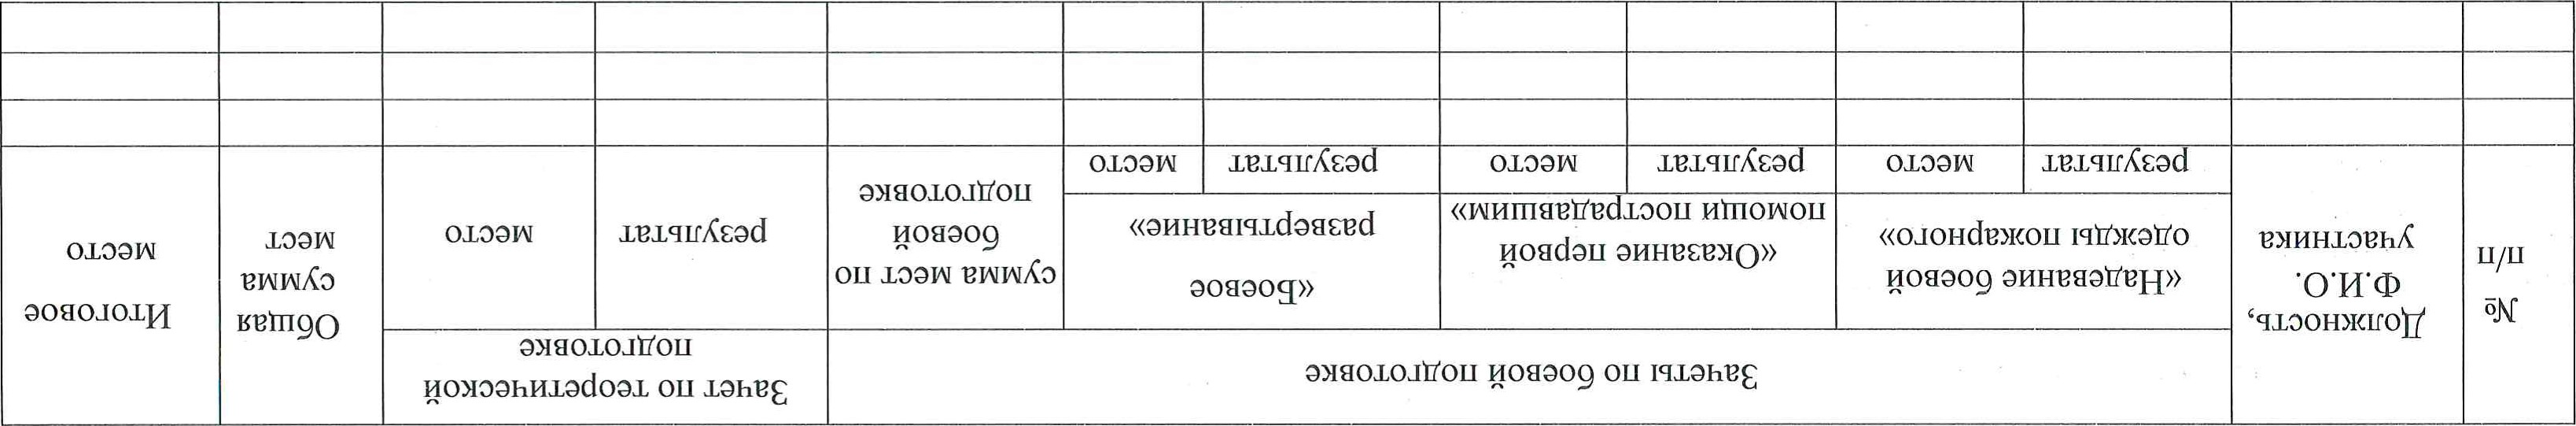 №
п/п
Должность,
Ф.И.О.
участника
Зачеты по боевой подготовке
«Надевание боевой
одежды пожарного»
результат
место
«Оказание первой
помощи пострадавшим»
результат
место
«Боевое
развертывание»
результат
место
сумма мест по
боевой
подготовке
Зачет по теоретической
подготовке
результат
место
Общая
сумма
мест
Итоговое
место